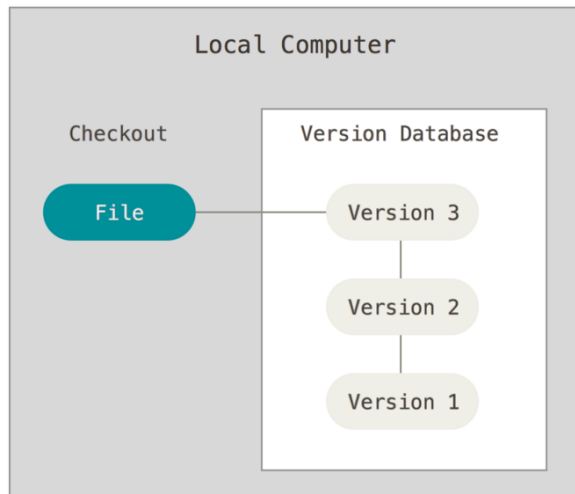 Local Computer
Checkout
Version Database
File
Version 3
Version 2
Version 1